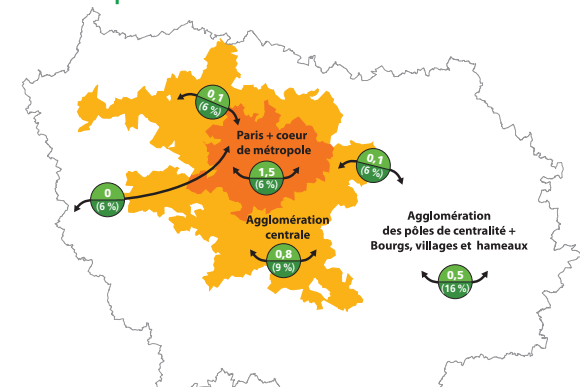 0,1
(6 %)
Paris + coeur
de métropole
1,5
(6 %)
0,1
(6 %)
0
(6 %)
Agglomération
centrale
0,8
(9 %)
Agglomération
des pôles de centralité +
Bourgs, villages et hameaux
0,5
(16 %)